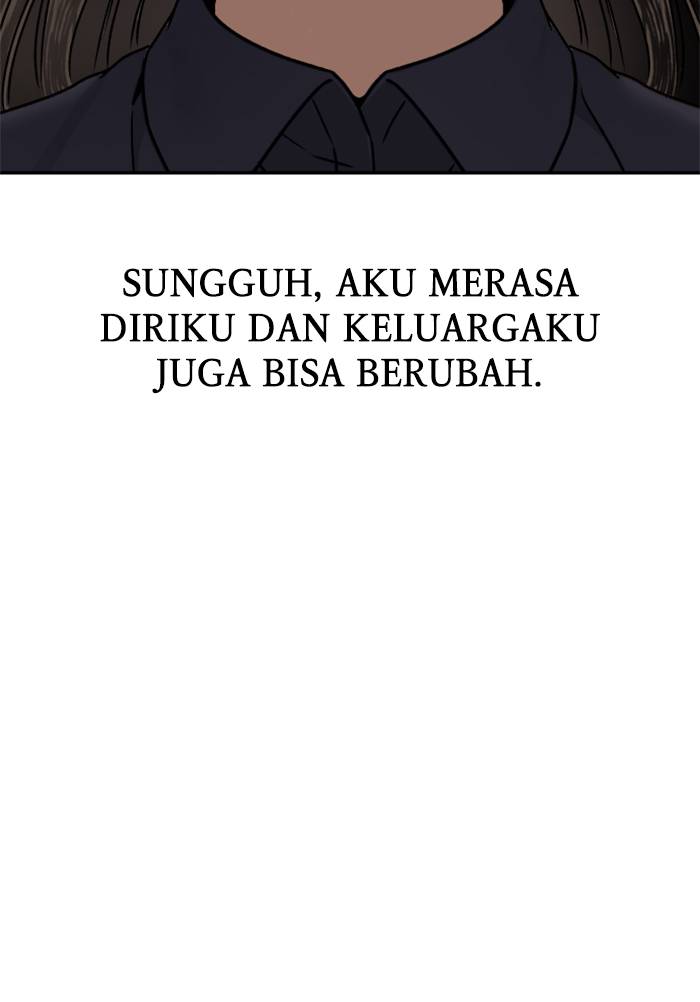 SUNGGUH, AKU MERASA
DIRIKU DAN KELUARGAKU
JUGA BISA BERUBAH.